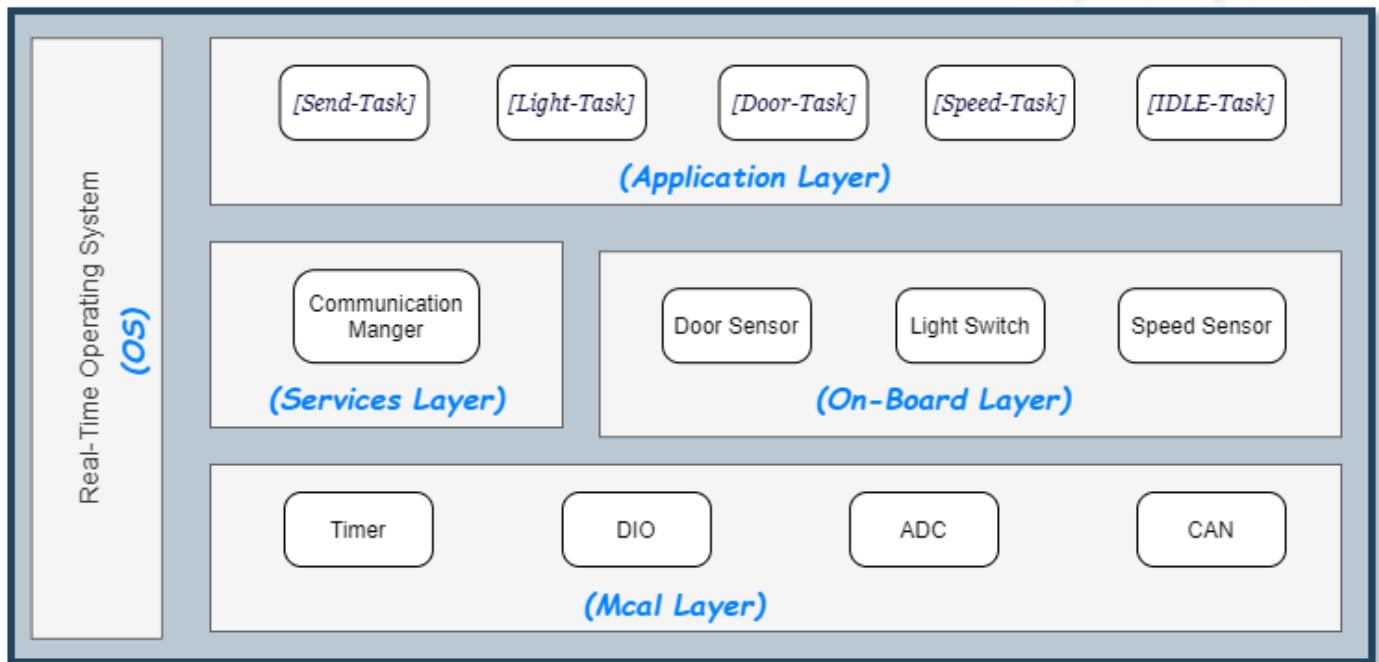 Real-Time Operating System
(OS)
[Send-Task]
[Light-Task]
[Door-Task]
[Speed-Task]
[IDLE-Task]
(Application Layer)
Communication
Manger
(Services Layer)
Door Sensor
Light Switch
Speed Sensor
(On-Board Layer)
Timer
DIO
ADC
CAN
(Mcal Layer)